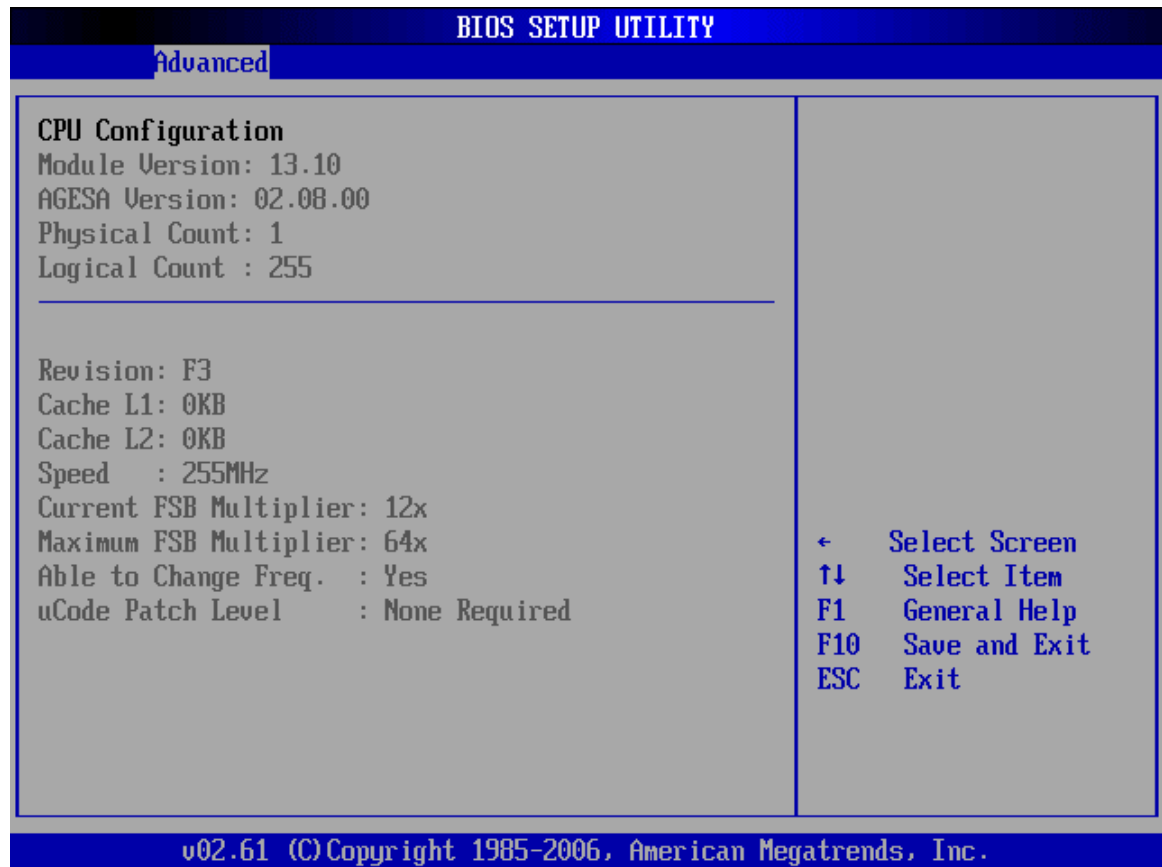 BIOS SETUP UTILITY
Advanced
CPU Configuration
Module Version: 13.10
AGESA Version: 02.08.00
Physical Count: 1
Logical Count : 255
Revision: F3
Cache L1: 0KB
Cache L2: 0KB
Speed   : 255MHz
Current FSB Multiplier: 12x
Maximum FSB Multiplier: 64x
Able to Change Freq.  : Yes
uCode Patch Level     : None Required
←    Select Screen
↑↓    Select Item
F1    General Help
F10   Save and Exit
ESC   Exit
v02.61 (C)Copyright 1985-2006, American Megatrends, Inc.